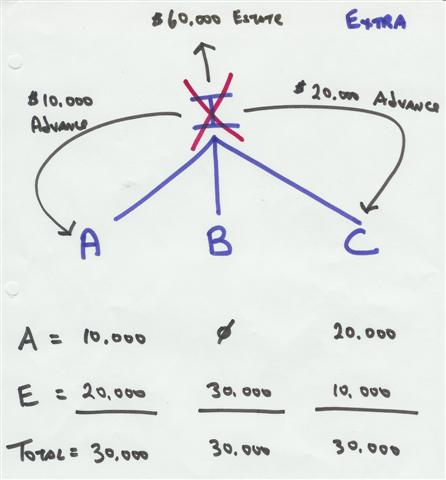 $60,000 ESTATE
EXTRA
$10,000
ADVANCE
$20,000 ADVANCE
I
A B C
A = 10,000 ∅ 20,000
E = 20,000 30,000 10,000
TOTAL = 30,000 30,000 30,000